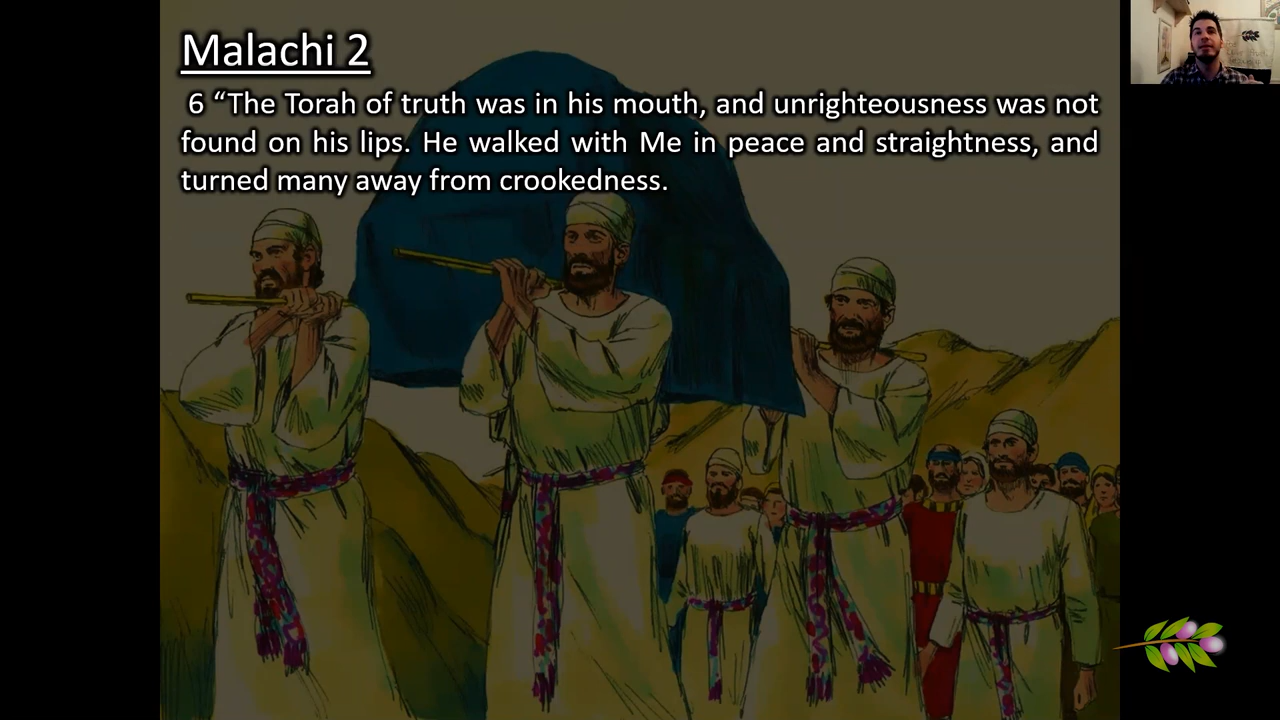 Malachi 2
6 “The Torah of truth was in his mouth, and unrighteousness was not
found on his lips. He walked with Me in peace and straightness, and
turned many away from crookedness.